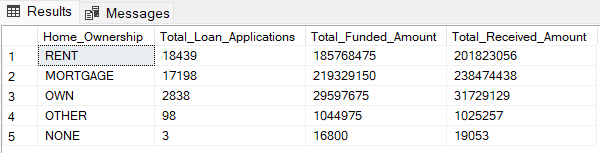 Results Messages
Home_Ownership Total_Loan_Applications Total_Funded_Amount Total_Received_Amount
1 RENT 18439 185768475 201823056
2 MORTGAGE 17198 219329150 238474438
3 OWN 2838 29597675 31729129
4 OTHER 98 1044975 1025257
5 NONE 3 16800 19053